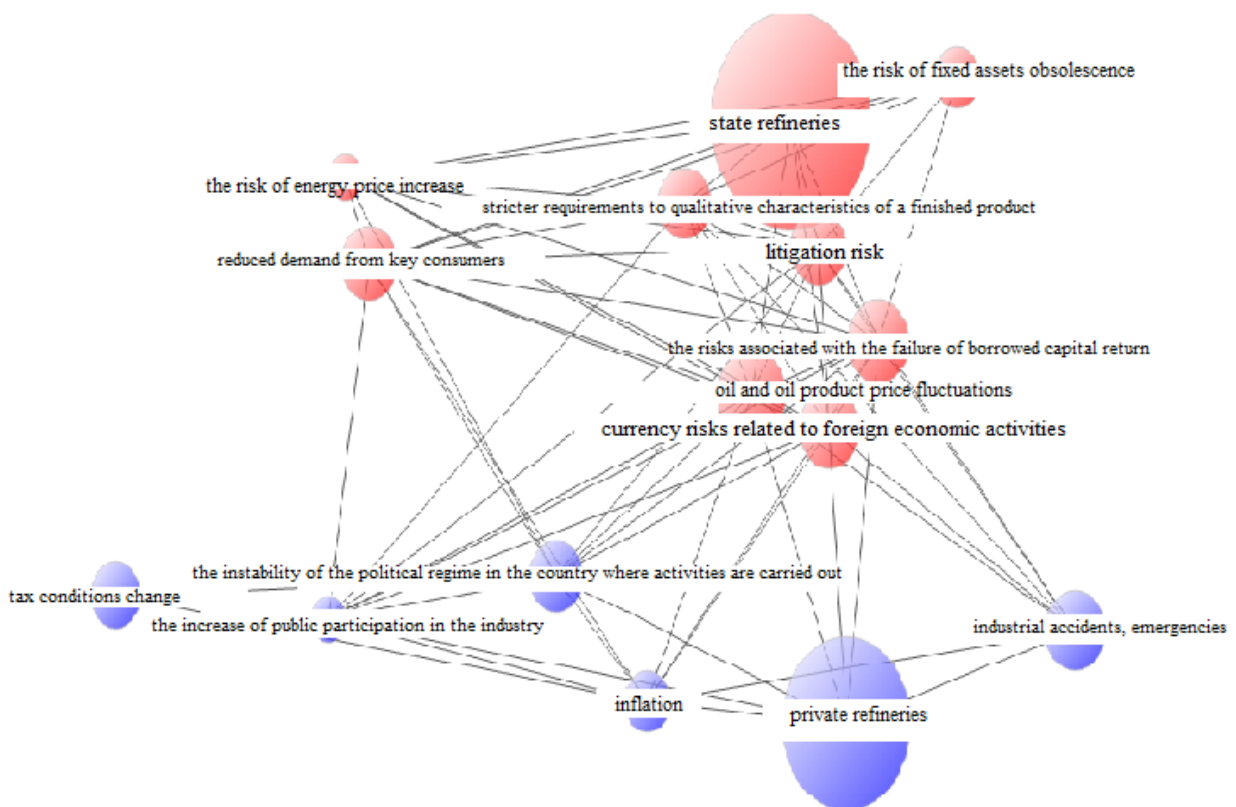 the risk of fixed assets obsolescence
state refineries
the risk of energy price increase
stricter requirements to qualitative characteristics of a finished product
litigation risk
reduced demand from key consumers
the risks associated with the failure of borrowed capital return
oil and oil product price fluctuations
currency risks related to foreign economic activities
the instability of the political regime in the country where activities are carried out
tax conditions change
the increase of public participation in the industry
industrial accidents, emergencies
inflation
private refineries